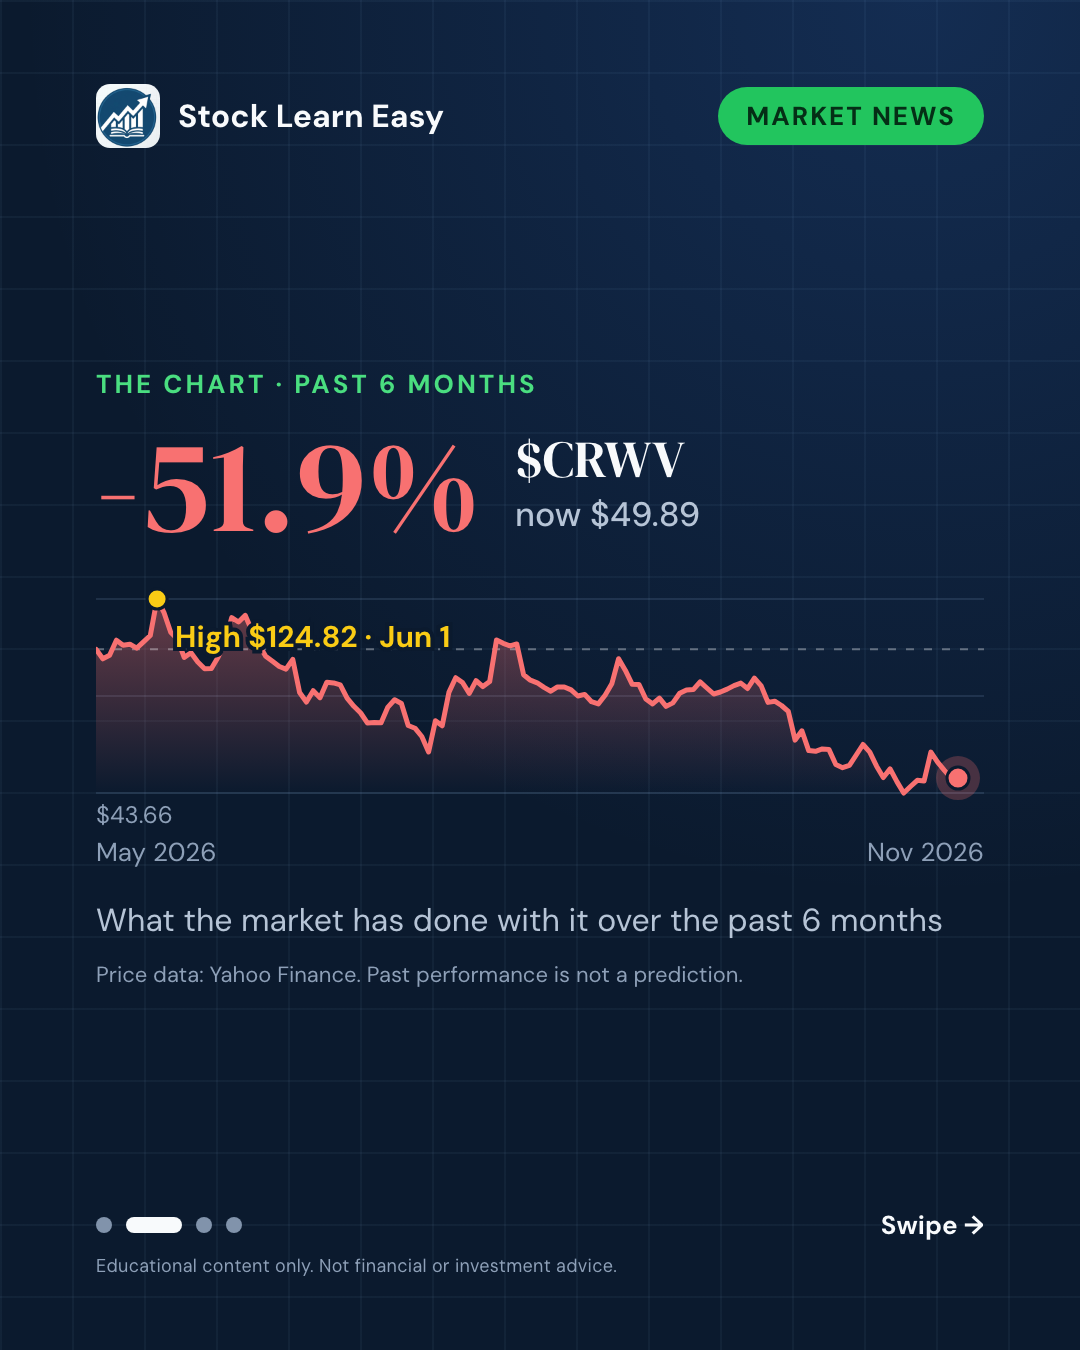 Stock Learn Easy
MARKET NEWS
THE CHART · PAST 6 MONTHS
-51.9%
$CRWV
now $49.89
High $124.82 · Jun 1
$43.66
May 2026
Nov 2026
What the market has done with it over the past 6 months
Price data: Yahoo Finance. Past performance is not a prediction.
Swipe →
Educational content only. Not financial or investment advice.